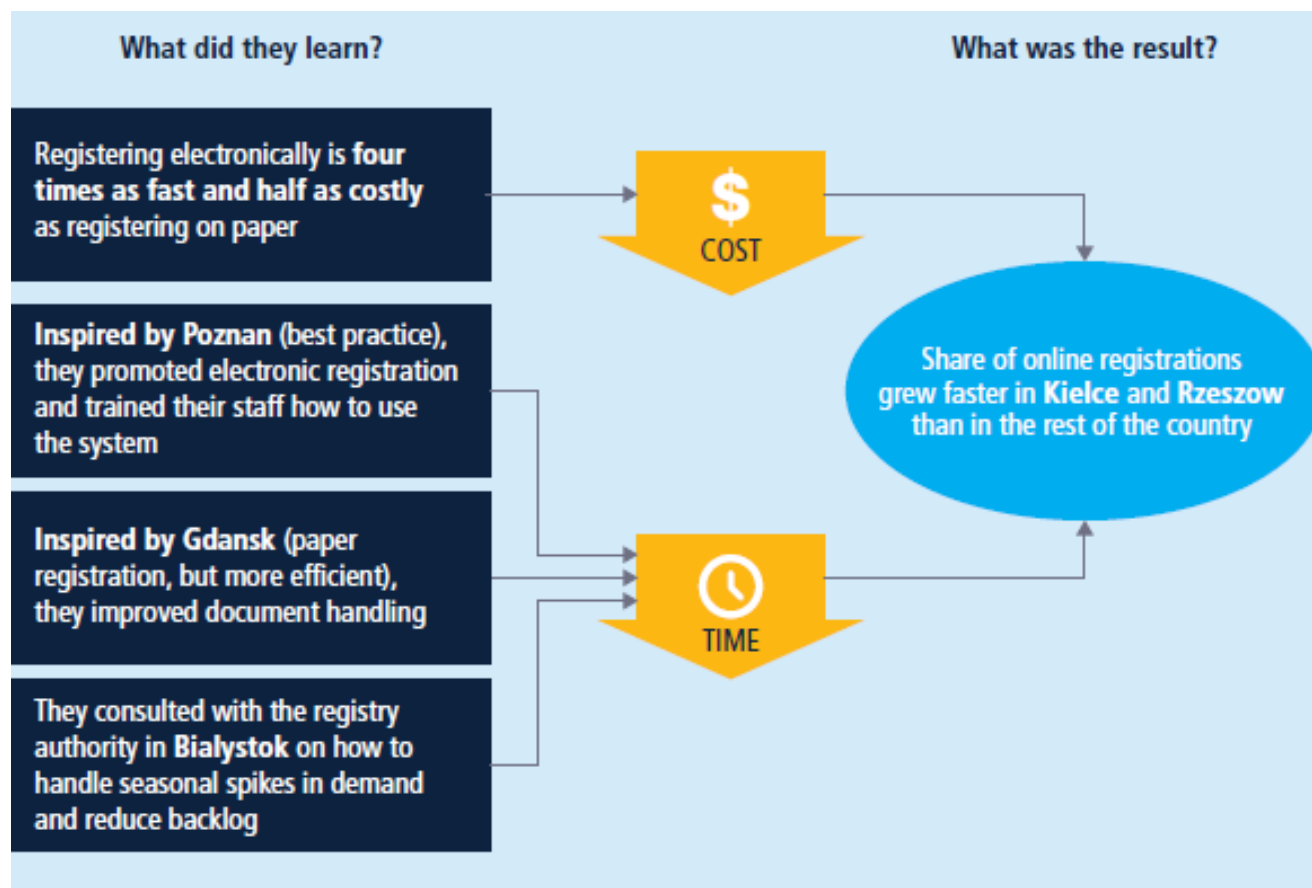 What did they learn?
What was the result?
Registering electronically is four
times as fast and half as costly
as registering on paper
$
COST
Inspired by Poznan (best practice),
they promoted electronic registration
and trained their staff how to use
the system
Share of online registrations
grew faster in Kielce and Rzeszow
than in the rest of the country
Inspired by Gdansk (paper
registration, but more efficient),
they improved document handling
TIME
They consulted with the registry
authority in Bialystok on how to
handle seasonal spikes in demand
and reduce backlog